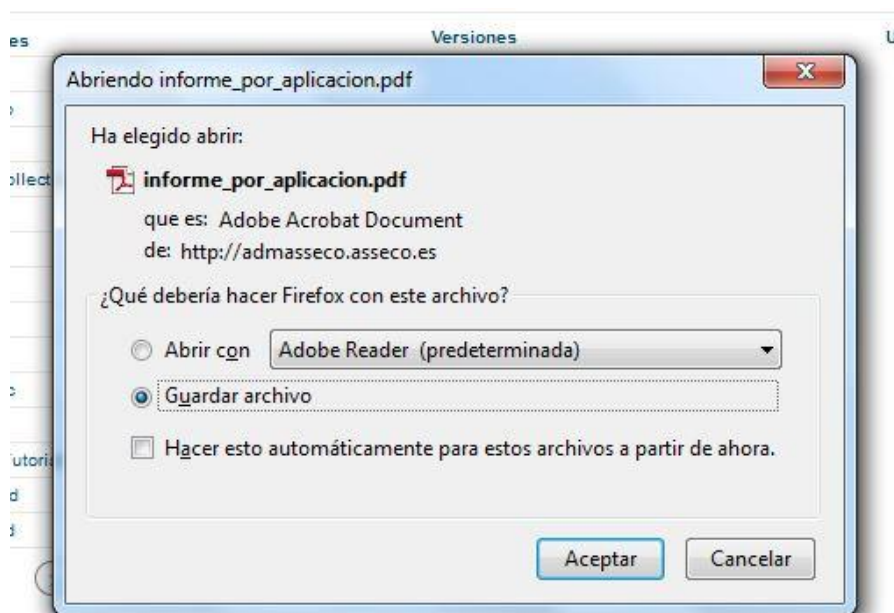 es Versiones U
Abriendo informe_por_aplicacion.pdf
Ha elegido abrir:
ollect
informe_por_aplicacion.pdf
que es: Adobe Acrobat Document
de: http://admasseco.asseco.es
¿Qué debería hacer Firefox con este archivo?
Abrir con Adobe Reader (predeterminada)
Guardar archivo
Hacer esto automáticamente para estos archivos a partir de ahora.
utoria
d
d
Aceptar Cancelar